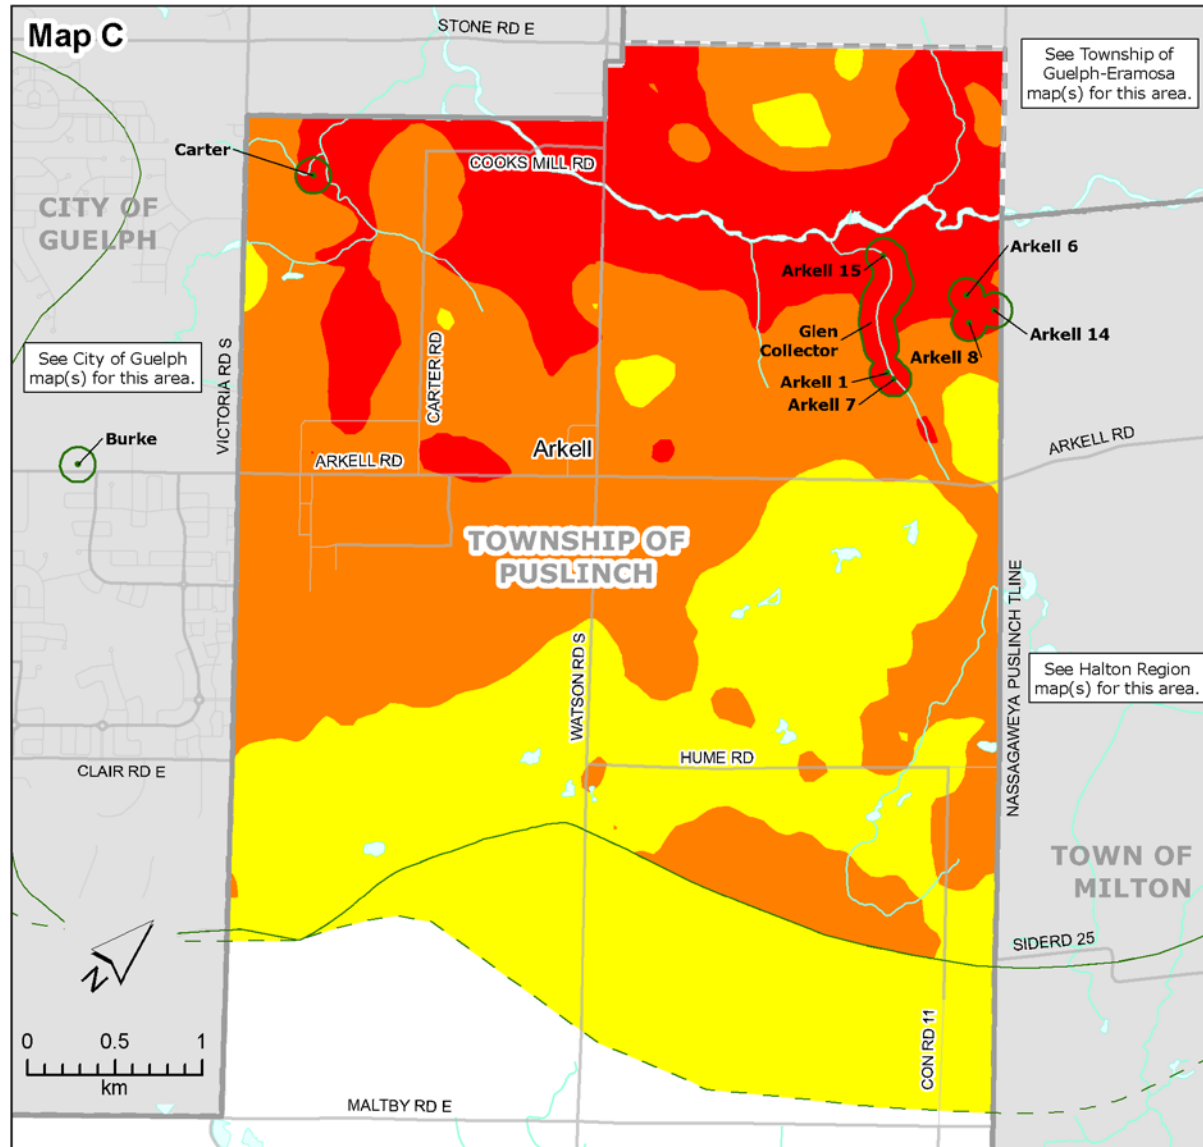 Map C
STONE RD E
See Township of
Guelph-Eramosa
map(s) for this area.
Carter
COOKS MILL RD
CITY OF
GUELPH
Arkell 6
Arkell 15
Arkell 14
Glen
Collector
Arkell 8
Arkell 1
Arkell 7
See City of Guelph
map(s) for this area.
VICTORIA RD S
CARTER RD
Burke
Arkell
ARKELL RD
ARKELL RD
TOWNSHIP OF
PUSLINCH
NASSAGAWEYA PUSLINCH TLINE
WATSON RD S
See Halton Region
map(s) for this area.
HUME RD
CLAIR RD E
TOWN OF
MILTON
SIDERD 25
N
0 0.5 1
km
CON RD 11
MALTBY RD E